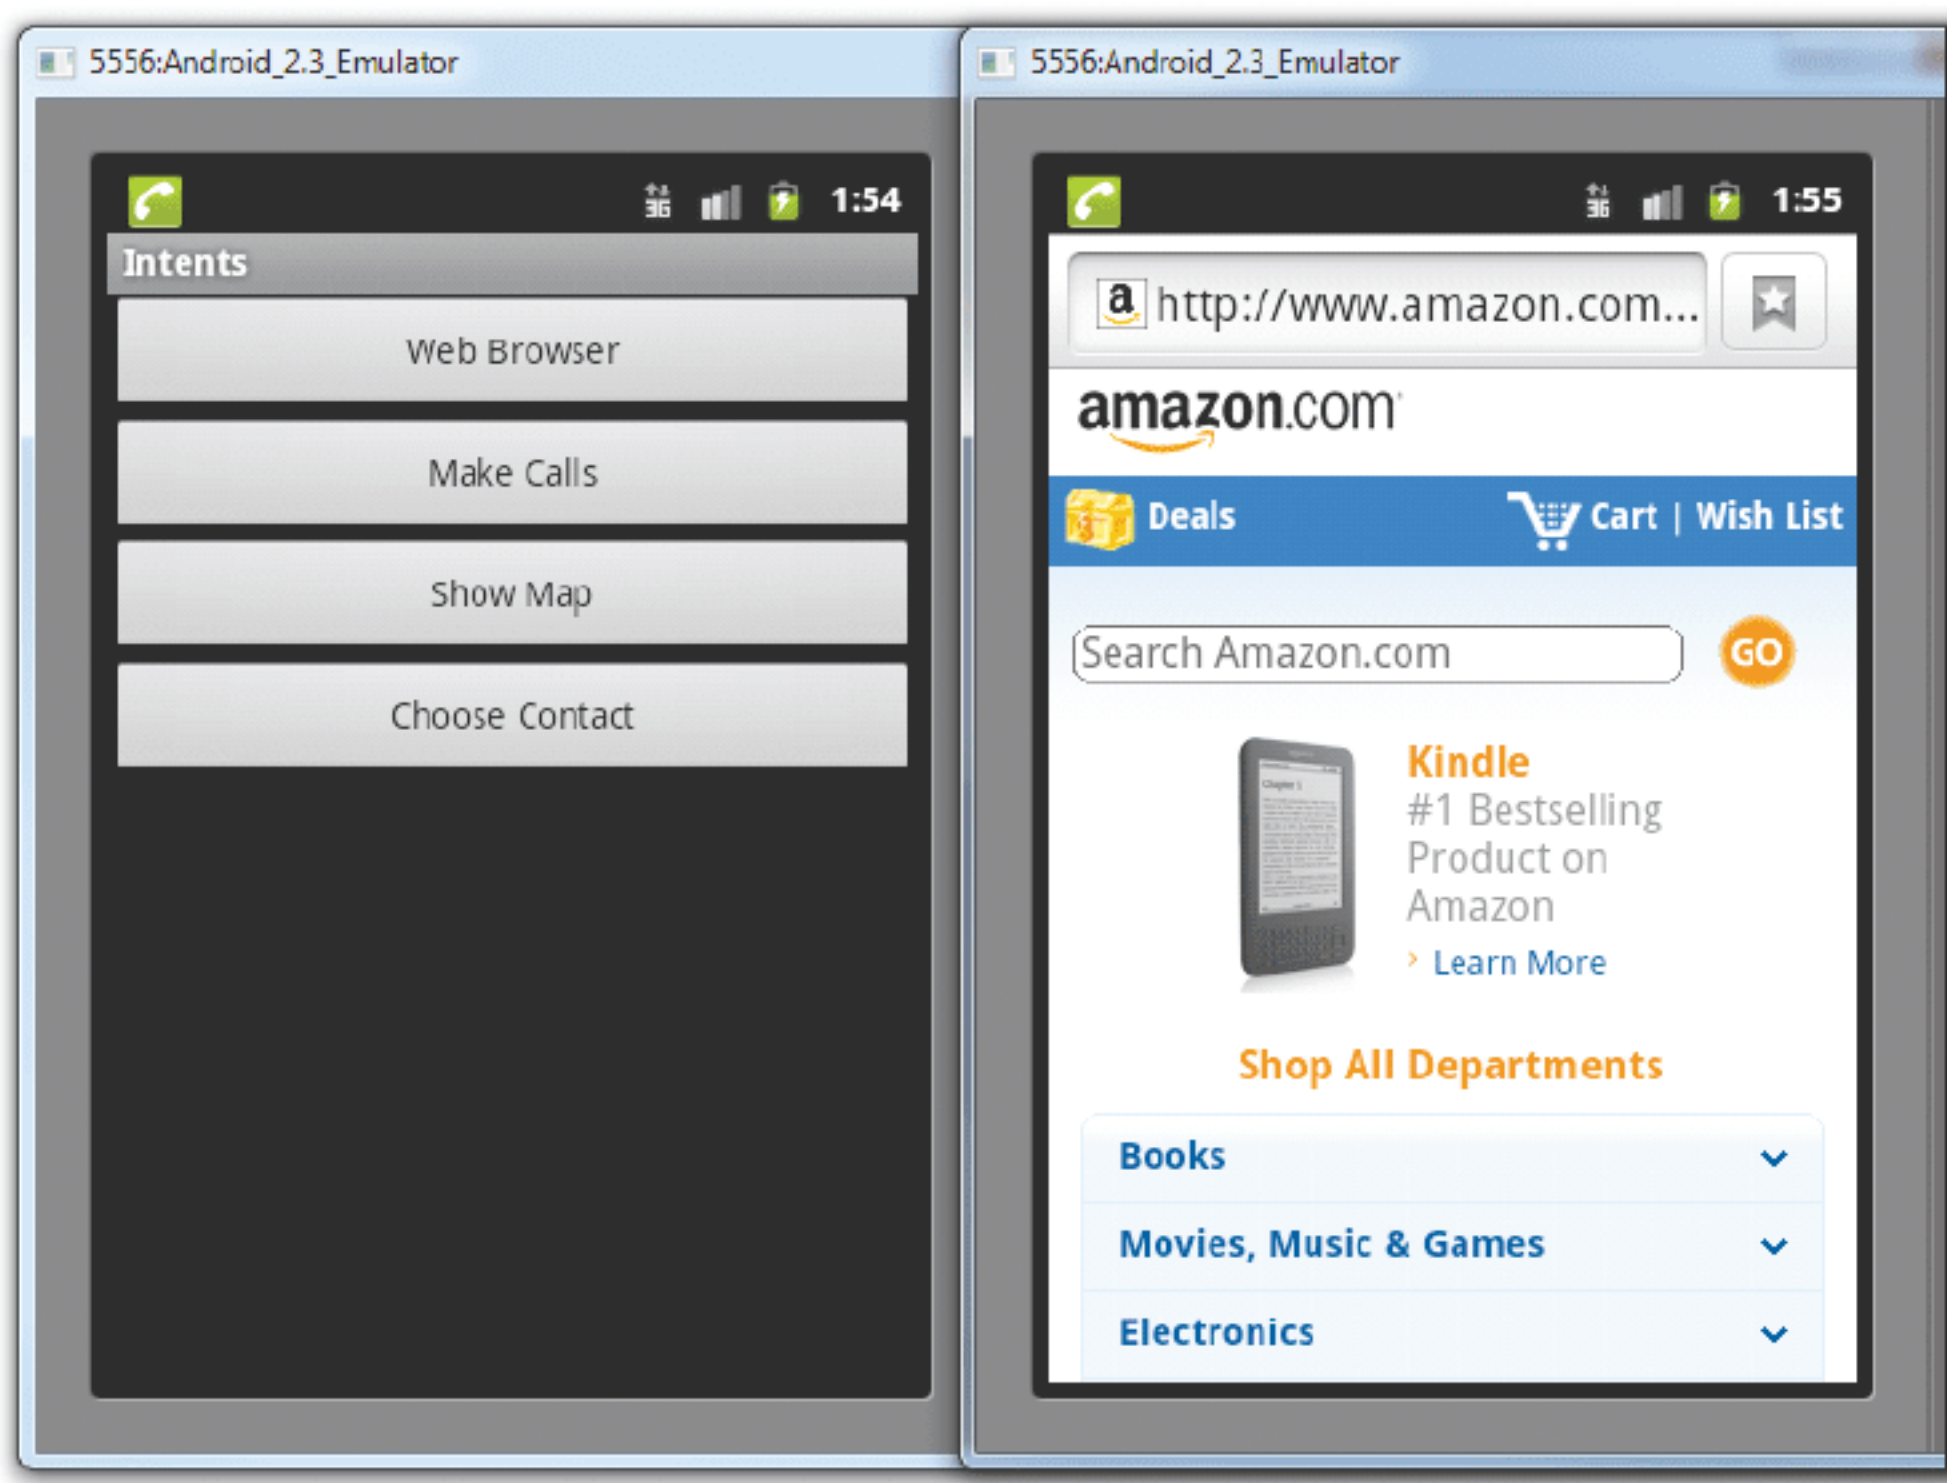 5556:Android_2.3_Emulator
3G 1:54
Intents
Web Browser
Make Calls
Show Map
Choose Contact
5556:Android_2.3_Emulator
3G 1:55
a http://www.amazon.com...
amazon.com
Deals Cart | Wish List
Search Amazon.com GO
Kindle
#1 Bestselling
Product on
Amazon
› Learn More
Shop All Departments
Books
Movies, Music & Games
Electronics